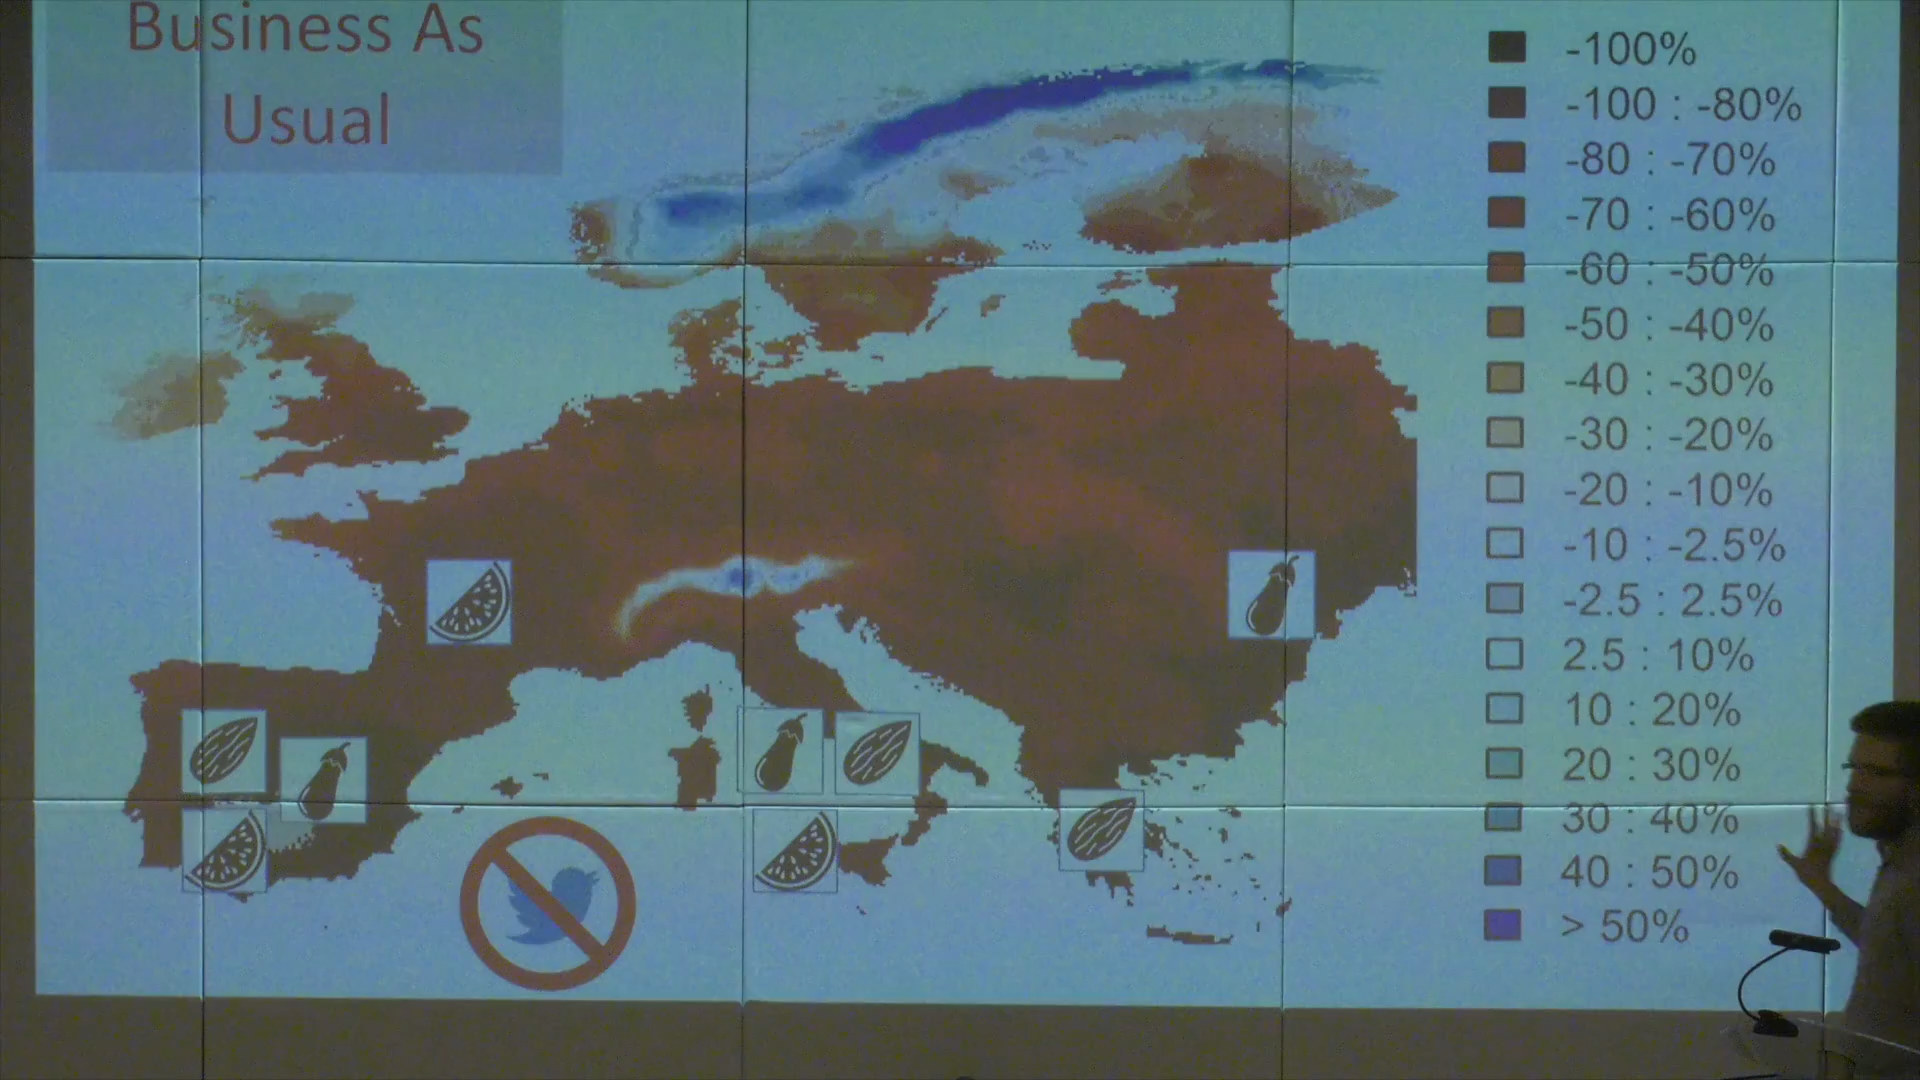 Business As
Usual
-100%
-100 : -80%
-80 : -70%
-70 : -60%
-60 : -50%
-50 : -40%
-40 : -30%
-30 : -20%
-20 : -10%
-10 : -2.5%
-2.5 : 2.5%
2.5 : 10%
10 : 20%
20 : 30%
30 : 40%
40 : 50%
> 50%